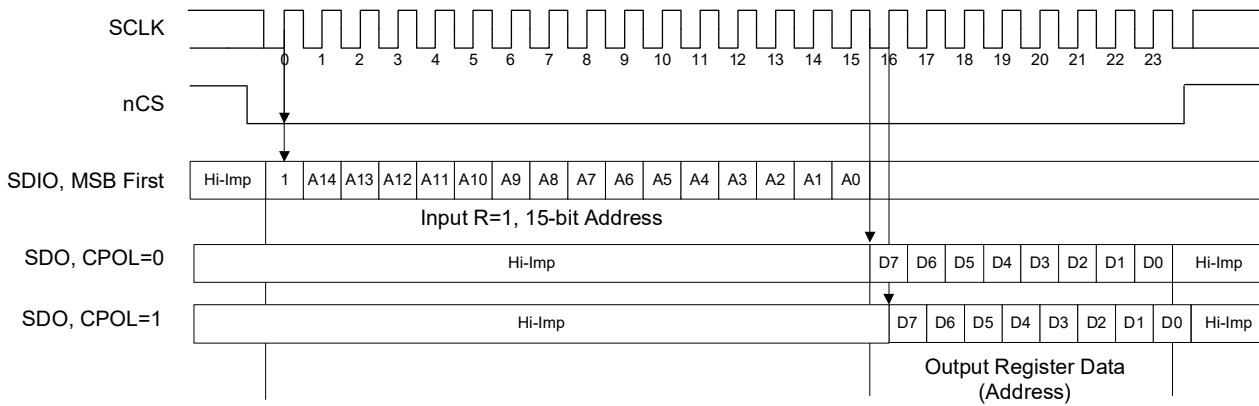 SCLK
0 1 2 3 4 5 6 7 8 9 10 11 12 13 14 15 16 17 18 19 20 21 22 23
nCS
SDIO, MSB First Hi-Imp 1 A14 A13 A12 A11 A10 A9 A8 A7 A6 A5 A4 A3 A2 A1 A0
Input R=1, 15-bit Address
SDO, CPOL=0 Hi-Imp D7 D6 D5 D4 D3 D2 D1 D0 Hi-Imp
SDO, CPOL=1 Hi-Imp D7 D6 D5 D4 D3 D2 D1 D0 Hi-Imp
Output Register Data
(Address)